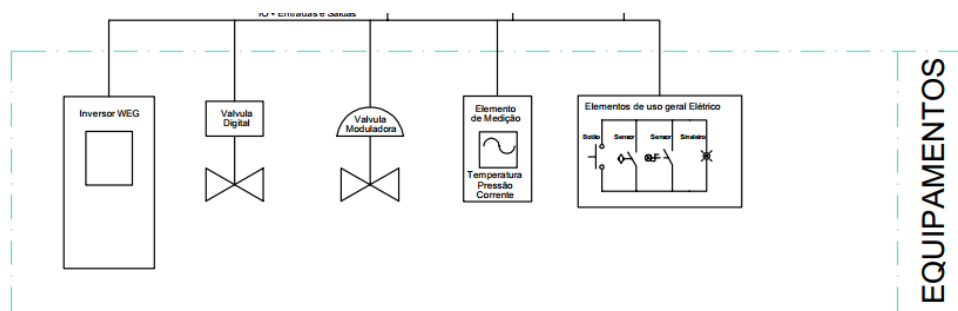 IO - Entradas e Saídas
Inversor WEG
Valvula
Digital
Valvula
Moduladora
Elemento
de Medição
Temperatura
Pressão
Corrente
Elementos de uso geral Elétrico
Botão Sensor Sensor Sinaleiro
EQUIPAMENTOS